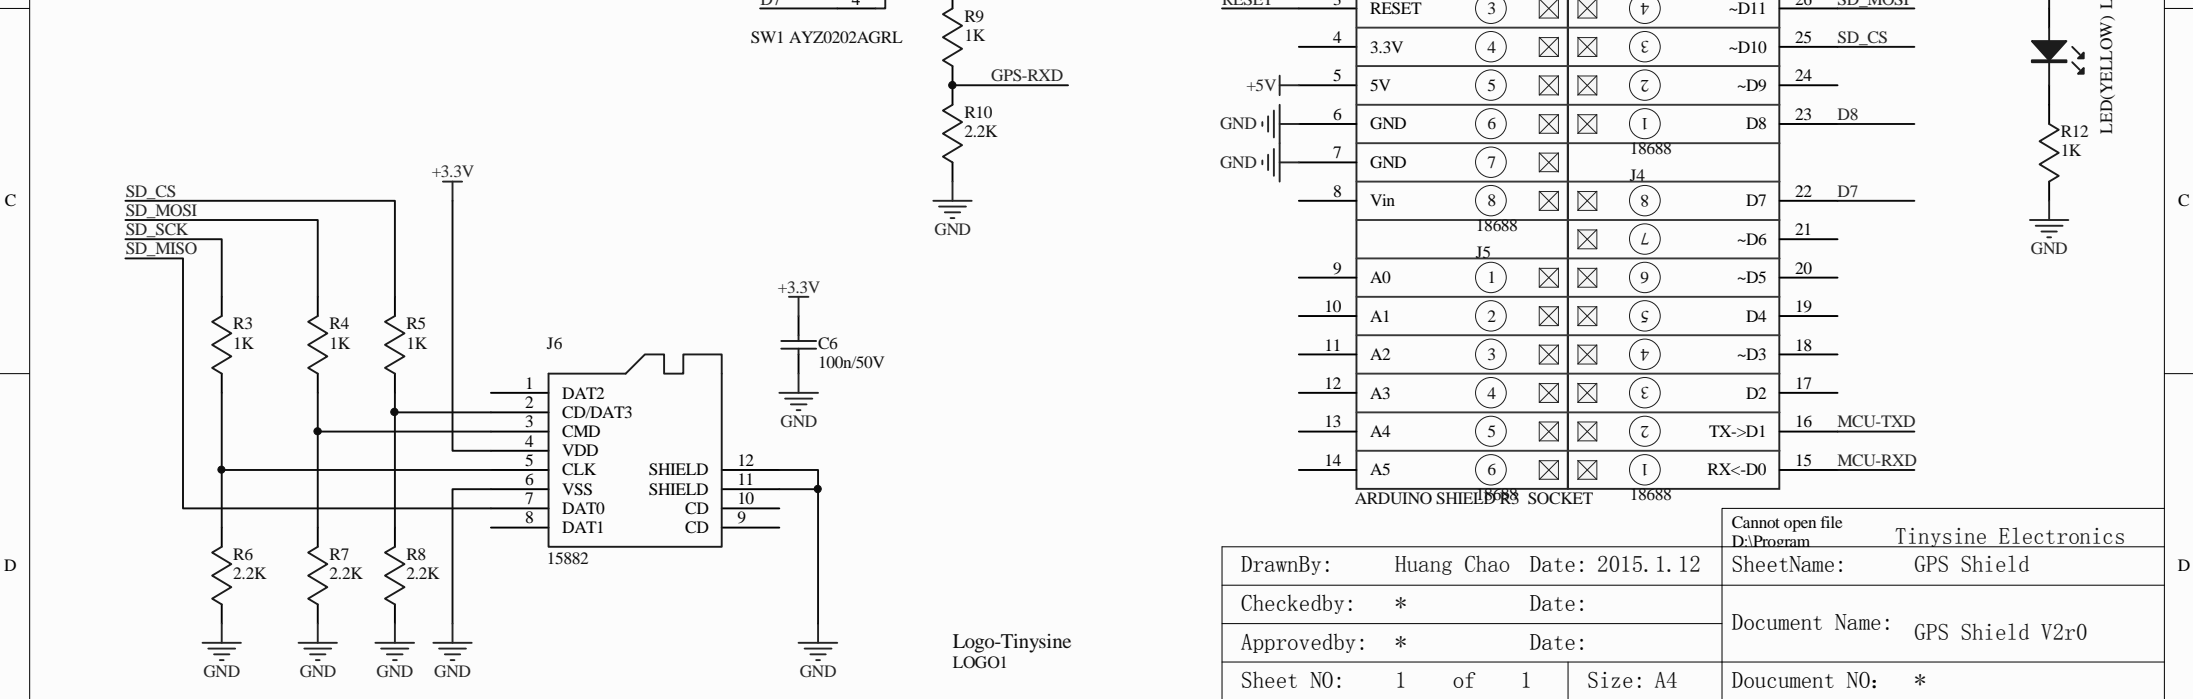 D7 4
SW1 AYZ0202AGRL
R9
1K
GPS-RXD
R10
2.2K
GND
+3.3V
SD_CS
SD_MOSI
SD_SCK
SD_MISO
R3
1K
R4
1K
R5
1K
J6
1 DAT2
2 CD/DAT3
3 CMD
4 VDD
5 CLK
6 VSS
7 DAT0
8 DAT1
SHIELD 12
SHIELD 11
CD 10
CD 9
15882
+3.3V
C6
100n/50V
GND
R6
2.2K
R7
2.2K
R8
2.2K
GND
GND
GND
GND
GND
Logo-Tinysine
LOGO1
RESET 3 RESET 3 4 ~D11 26 SD_MOSI
4 3.3V 4 3 ~D10 25 SD_CS
+5V 5 5V 5 2 ~D9 24
GND 6 GND 6 1 D8 23 D8
18688
GND 7 GND 7
J4
8 Vin 8 8 D7 22 D7
18688
7 ~D6 21
J5
9 A0 1 6 ~D5 20
10 A1 2 5 D4 19
11 A2 3 4 ~D3 18
12 A3 4 3 D2 17
13 A4 5 2 TX->D1 16 MCU-TXD
14 A5 6 1 RX<-D0 15 MCU-RXD
18688
18688
ARDUINO SHIELD R3 SOCKET
LED(YELLOW)
R12
1K
GND
Cannot open file
D:\Program
Tinysine Electronics
DrawnBy: Huang Chao Date: 2015.1.12
SheetName: GPS Shield
Checkedby: * Date:
Document Name: GPS Shield V2r0
Approvedby: * Date:
Sheet NO: 1 of 1 Size: A4
Doucument NO: *
C
C
D
D